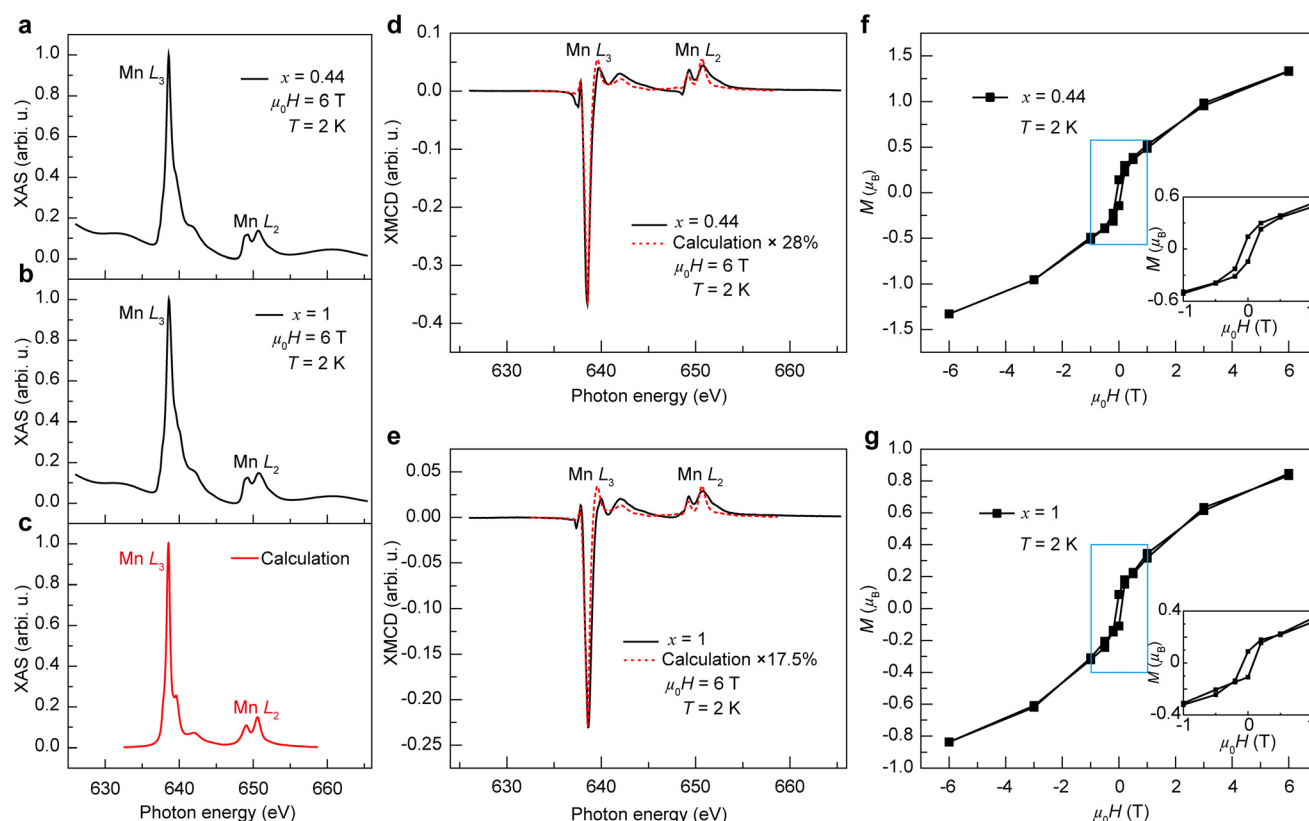 a
1.0
0.8
0.6
0.4
0.2
0.0
XAS (arbi. u.)
Mn L3
x = 0.44
μ0H = 6 T
T = 2 K
Mn L2
b
1.0
0.8
0.6
0.4
0.2
0.0
XAS (arbi. u.)
Mn L3
x = 1
μ0H = 6 T
T = 2 K
Mn L2
c
1.0
0.8
0.6
0.4
0.2
0.0
XAS (arbi. u.)
Mn L3
Calculation
Mn L2
630 640 650 660
Photon energy (eV)
d
0.1
0.0
-0.1
-0.2
-0.3
-0.4
XMCD (arbi. u.)
Mn L3
Mn L2
x = 0.44
Calculation × 28%
μ0H = 6 T
T = 2 K
630 640 650 660
Photon energy (eV)
e
0.05
0.00
-0.05
-0.10
-0.15
-0.20
-0.25
XMCD (arbi. u.)
Mn L3
Mn L2
x = 1
Calculation ×17.5%
μ0H = 6 T
T = 2 K
630 640 650 660
Photon energy (eV)
f
1.5
1.0
0.5
0.0
-0.5
-1.0
-1.5
M (μB)
x = 0.44
T = 2 K
0.6
0
-0.6
M (μB)
-1 0 1
μ0H (T)
-6 -4 -2 0 2 4 6
μ0H (T)
g
1.0
0.8
0.6
0.4
0.2
0.0
-0.2
-0.4
-0.6
-0.8
-1.0
M (μB)
x = 1
T = 2 K
0.4
0
-0.4
M (μB)
-1 0 1
μ0H (T)
-6 -4 -2 0 2 4 6
μ0H (T)